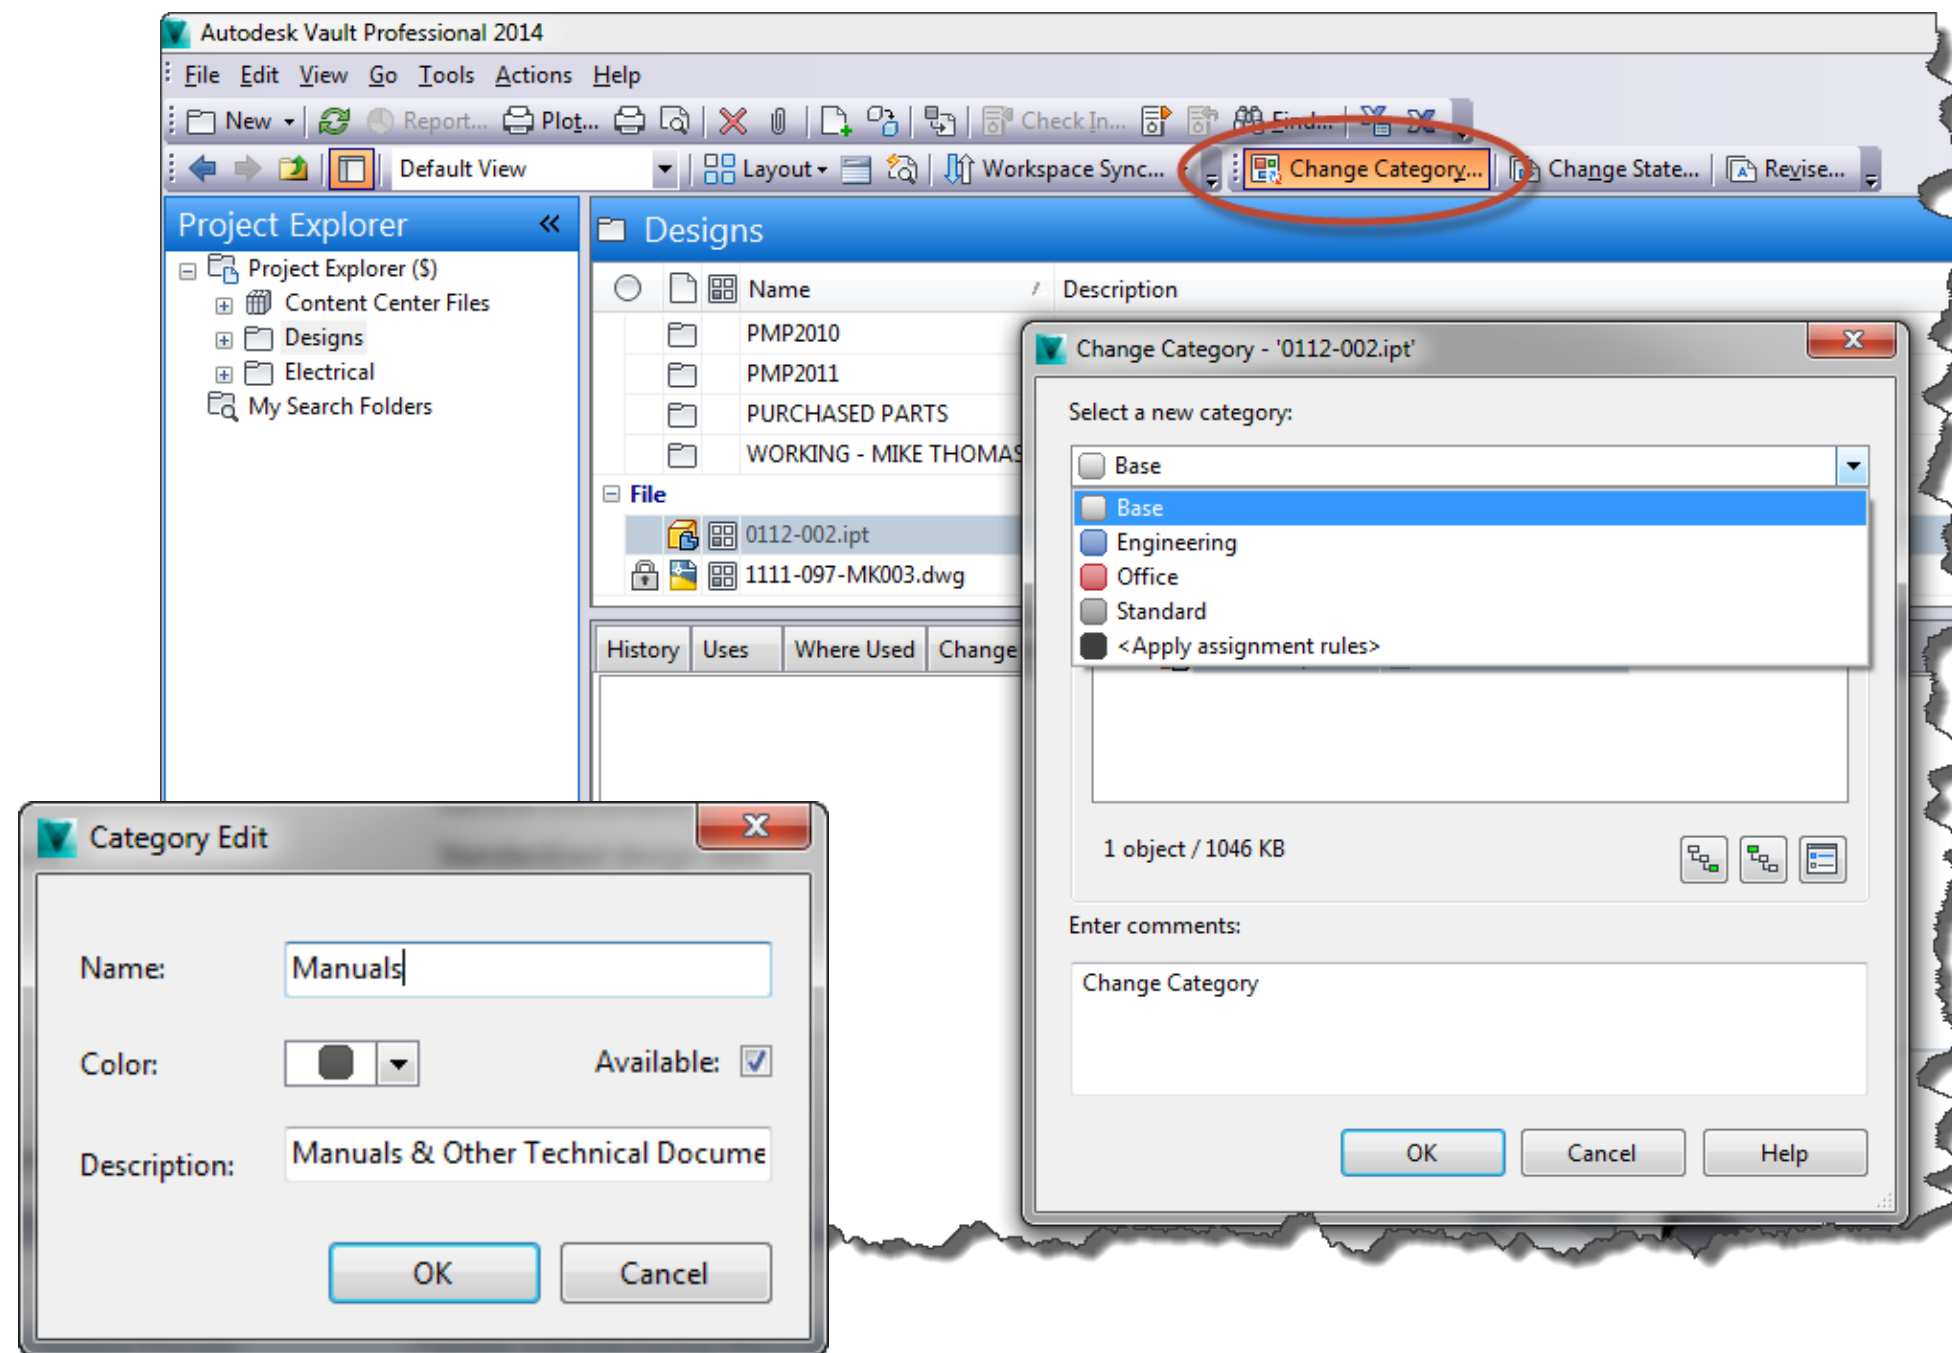 Autodesk Vault Professional 2014
File Edit View Go Tools Actions Help
New Report... Plot... Check In... Find...
Default View Layout Workspace Sync... Change Category... Change State... Revise...
Project Explorer «
Project Explorer ($)
Content Center Files
Designs
Electrical
My Search Folders
Designs
Name Description
PMP2010
PMP2011
PURCHASED PARTS
WORKING - MIKE THOMAS
File
0112-002.ipt
1111-097-MK003.dwg
History Uses Where Used Change
Change Category - '0112-002.ipt'
Select a new category:
Base
Base
Engineering
Office
Standard
<Apply assignment rules>
1 object / 1046 KB
Enter comments:
Change Category
OK Cancel Help
Category Edit
Name: Manuals
Color: Available:
Description: Manuals & Other Technical Docume
OK Cancel